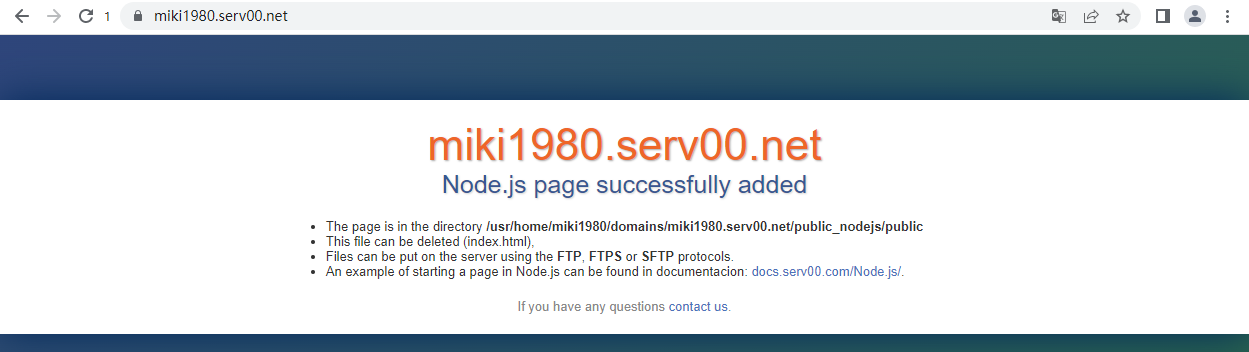 1 miki1980.serv00.net
miki1980.serv00.net
Node.js page successfully added
The page is in the directory /usr/home/miki1980/domains/miki1980.serv00.net/public_nodejs/public
This file can be deleted (index.html),
Files can be put on the server using the FTP, FTPS or SFTP protocols.
An example of starting a page in Node.js can be found in documentacion: docs.serv00.com/Node.js/.
If you have any questions contact us.